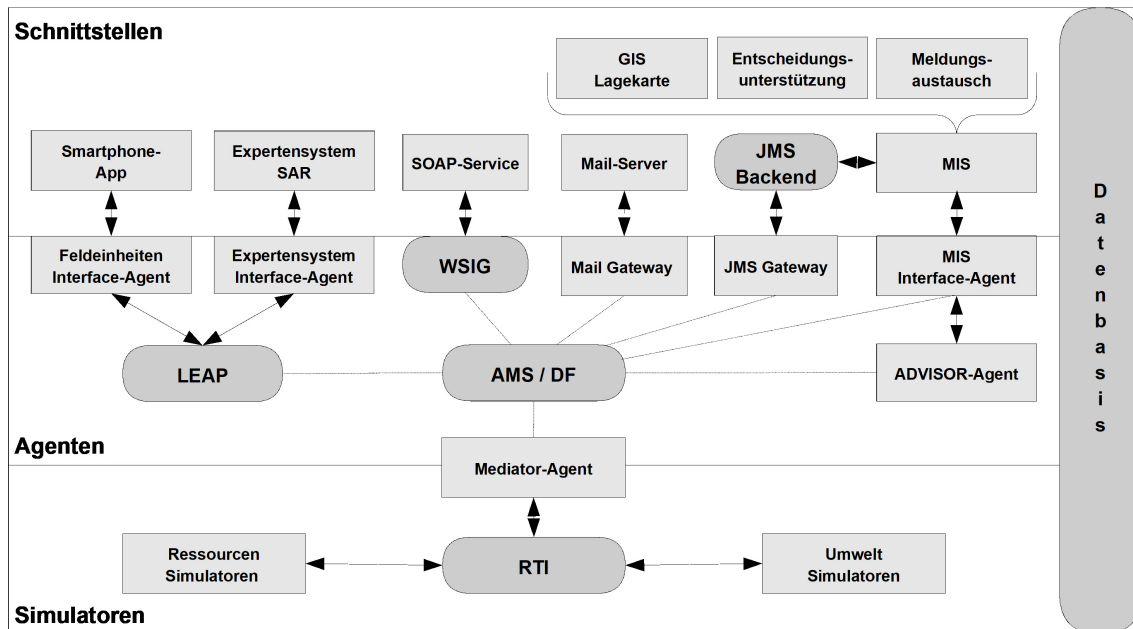 Schnittstellen
GIS
Lagekarte
Entscheidungs-
unterstützung
Meldungs-
austausch
Smartphone-
App
Expertensystem
SAR
SOAP-Service
Mail-Server
JMS
Backend
MIS
Feldeinheiten
Interface-Agent
Expertensystem
Interface-Agent
WSIG
Mail Gateway
JMS Gateway
MIS
Interface-Agent
LEAP
AMS / DF
ADVISOR-Agent
Agenten
Mediator-Agent
Ressourcen
Simulatoren
RTI
Umwelt
Simulatoren
Simulatoren
Datenbasis